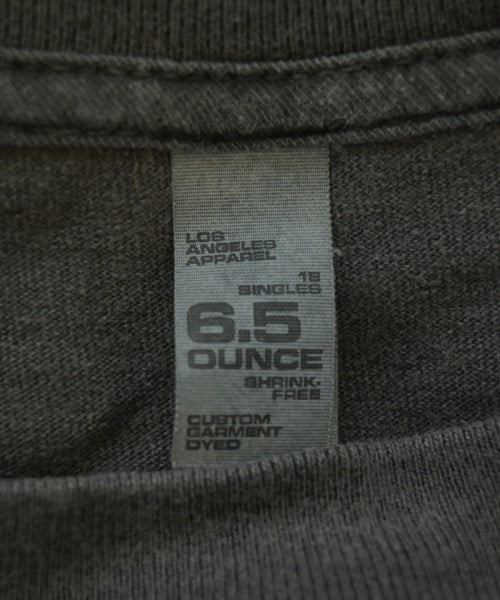 LOS
ANGELES
APPAREL
18
SINGLES
6.5
OUNCE
SHRINK-
FREE
CUSTOM
GARMENT
DYED